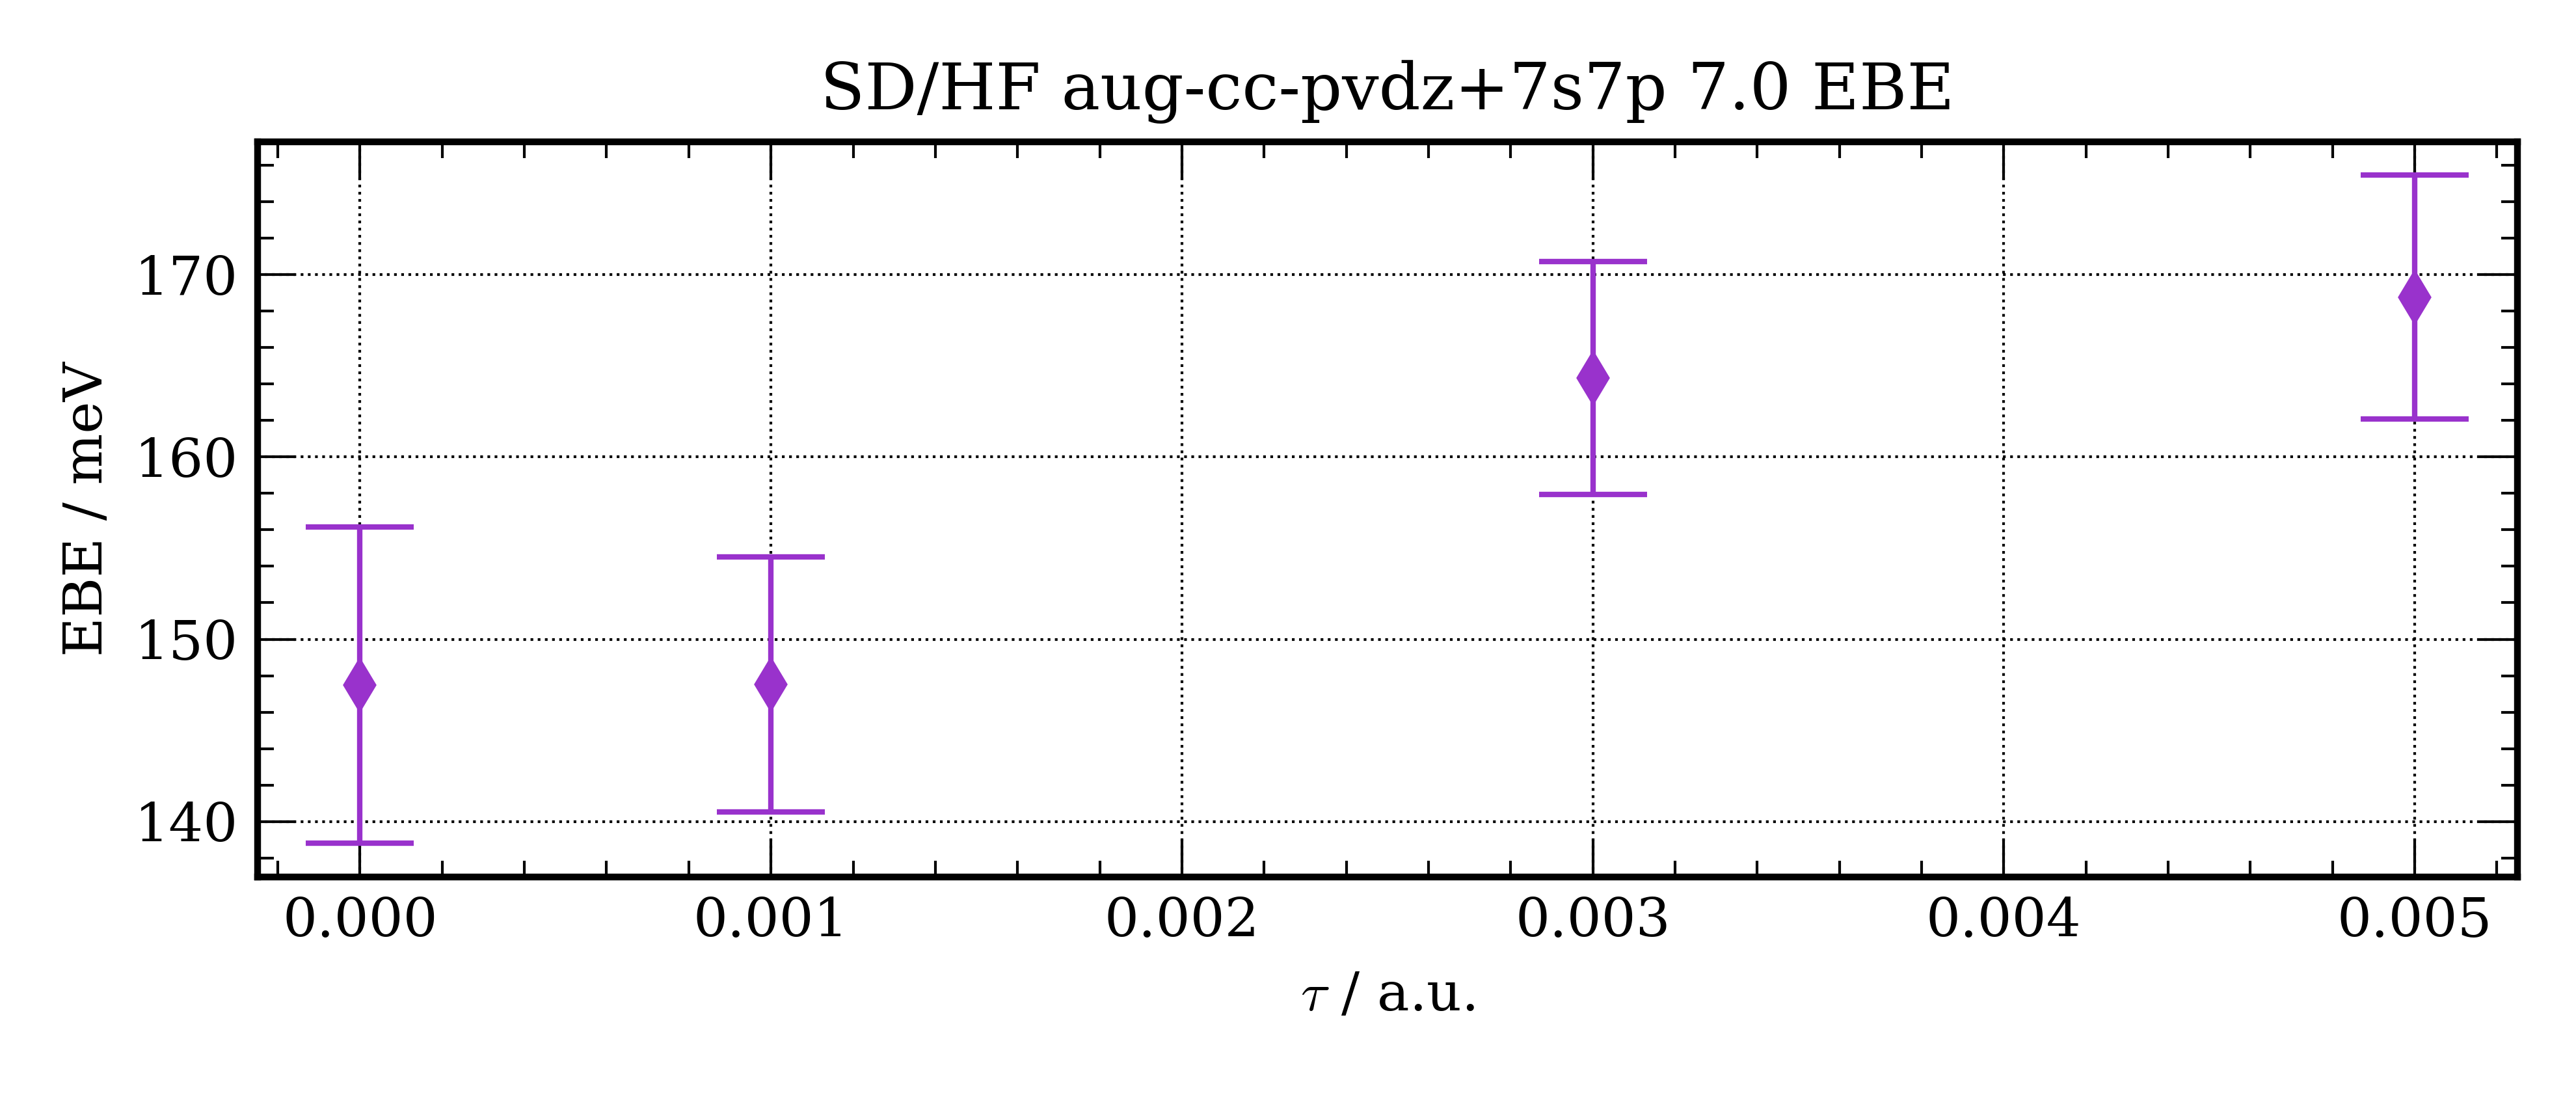 SD/HF aug-cc-pvdz+7s7p 7.0 EBE
EBE / meV
170
160
150
140
0.000 0.001 0.002 0.003 0.004 0.005
τ / a.u.